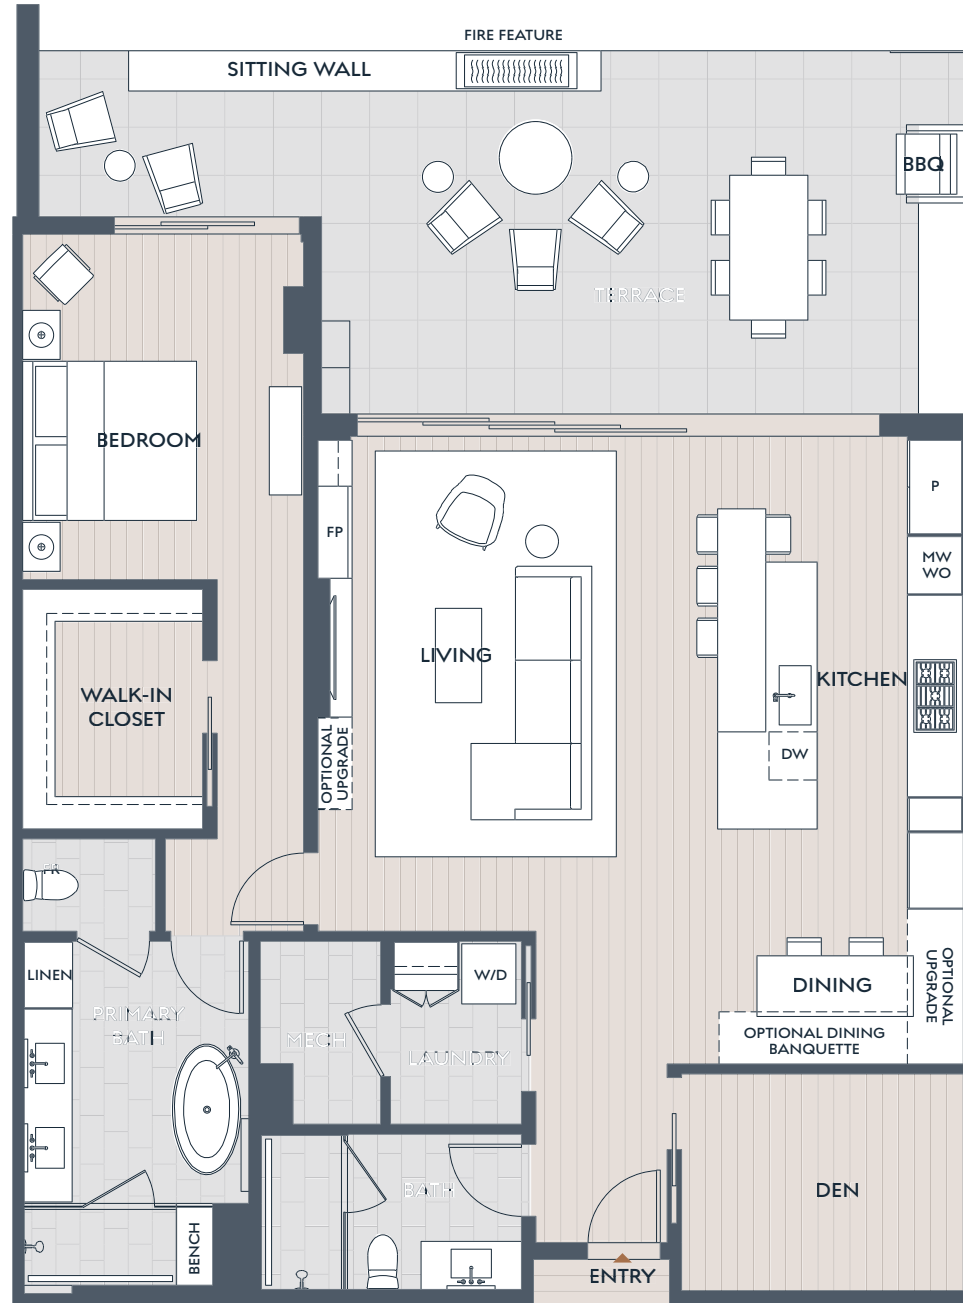 FIRE FEATURE
SITTING WALL
BBQ
TERRACE
BEDROOM
P
FP
MW
WO
LIVING
KITCHEN
WALK-IN
CLOSET
OPTIONAL
UPGRADE
DW
FR
LINEN
W/D
DINING
OPTIONAL
UPGRADE
PRIMARY
BATH
MECH
LAUNDRY
OPTIONAL DINING
BANQUETTE
BATH
DEN
BENCH
ENTRY